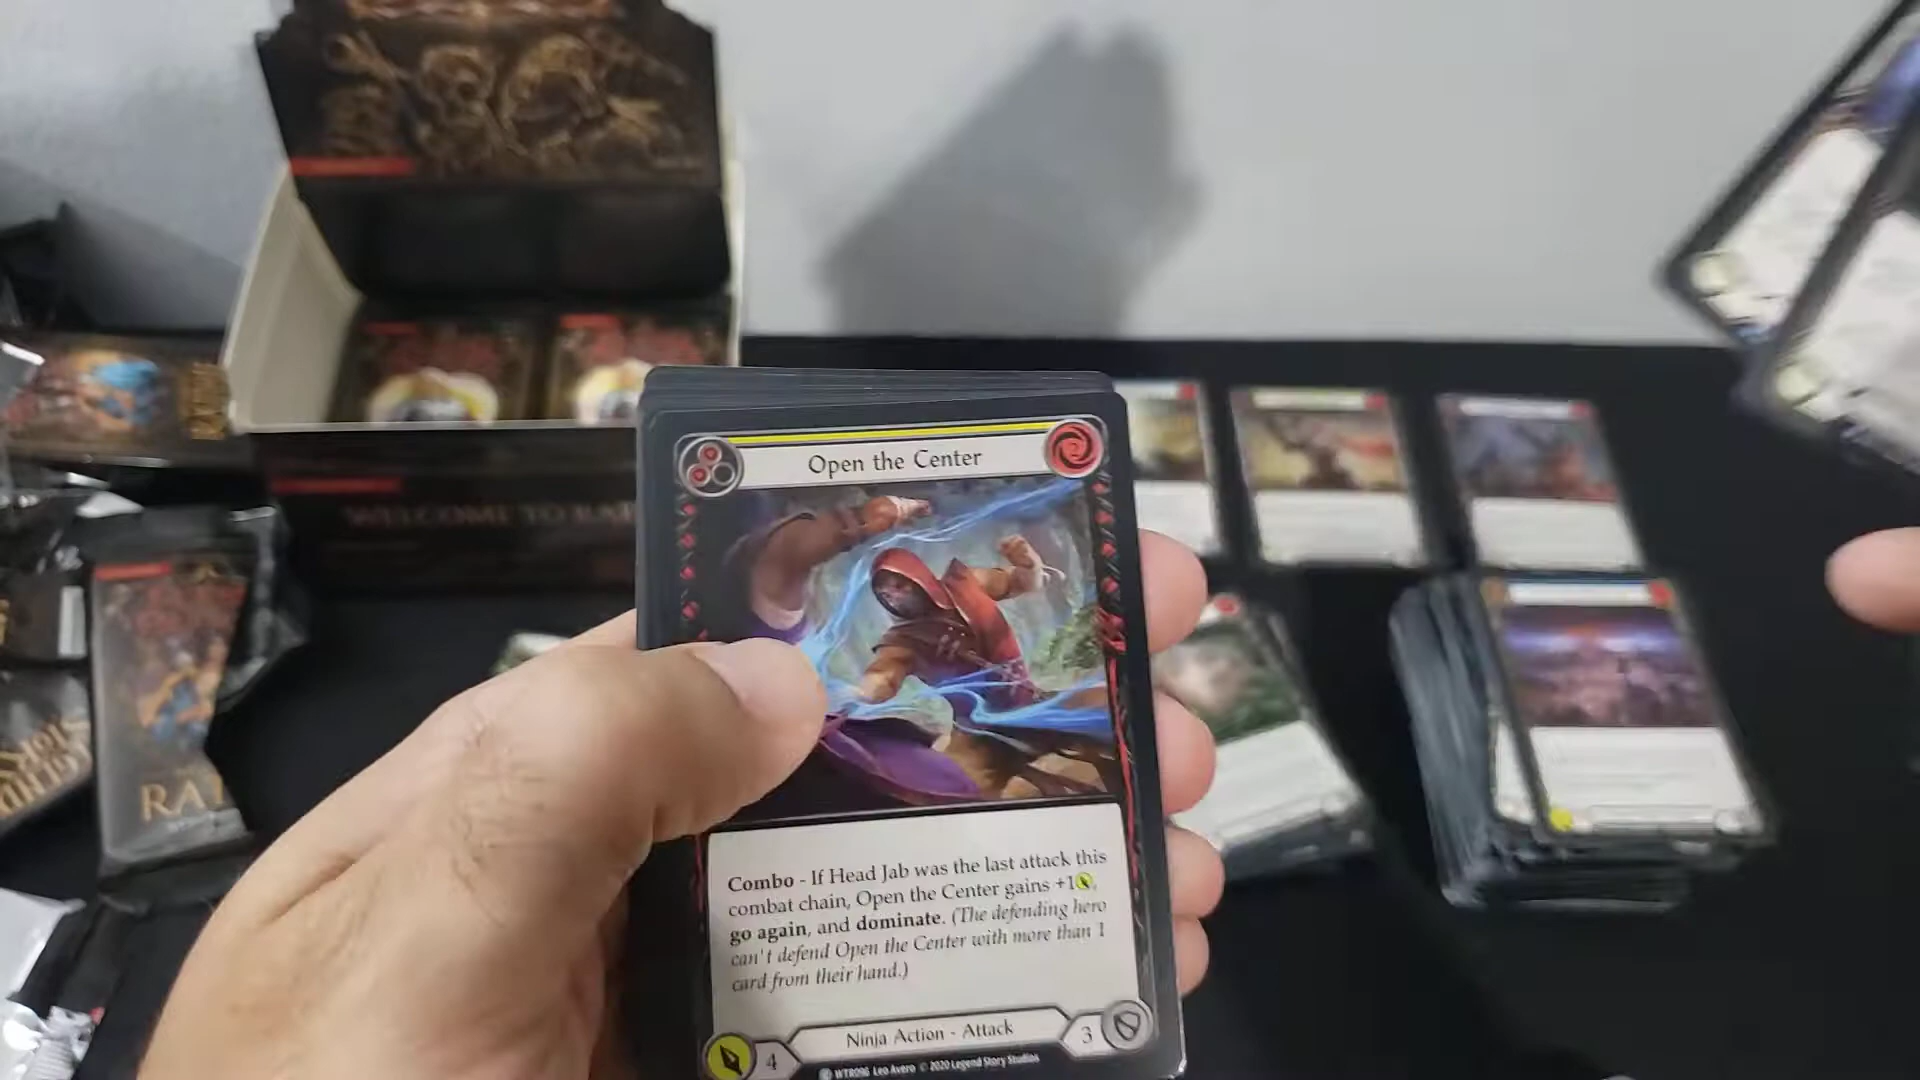 WELCOME TO RAT
RA
Open the Center
Combo - If Head Jab was the last attack this
combat chain, Open the Center gains +1
go again, and dominate. (The defending hero
can't defend Open the Center with more than 1
card from their hand.)
Ninja Action - Attack
4
3
WTR096 Leo Avero © 2020 Legend Story Studios